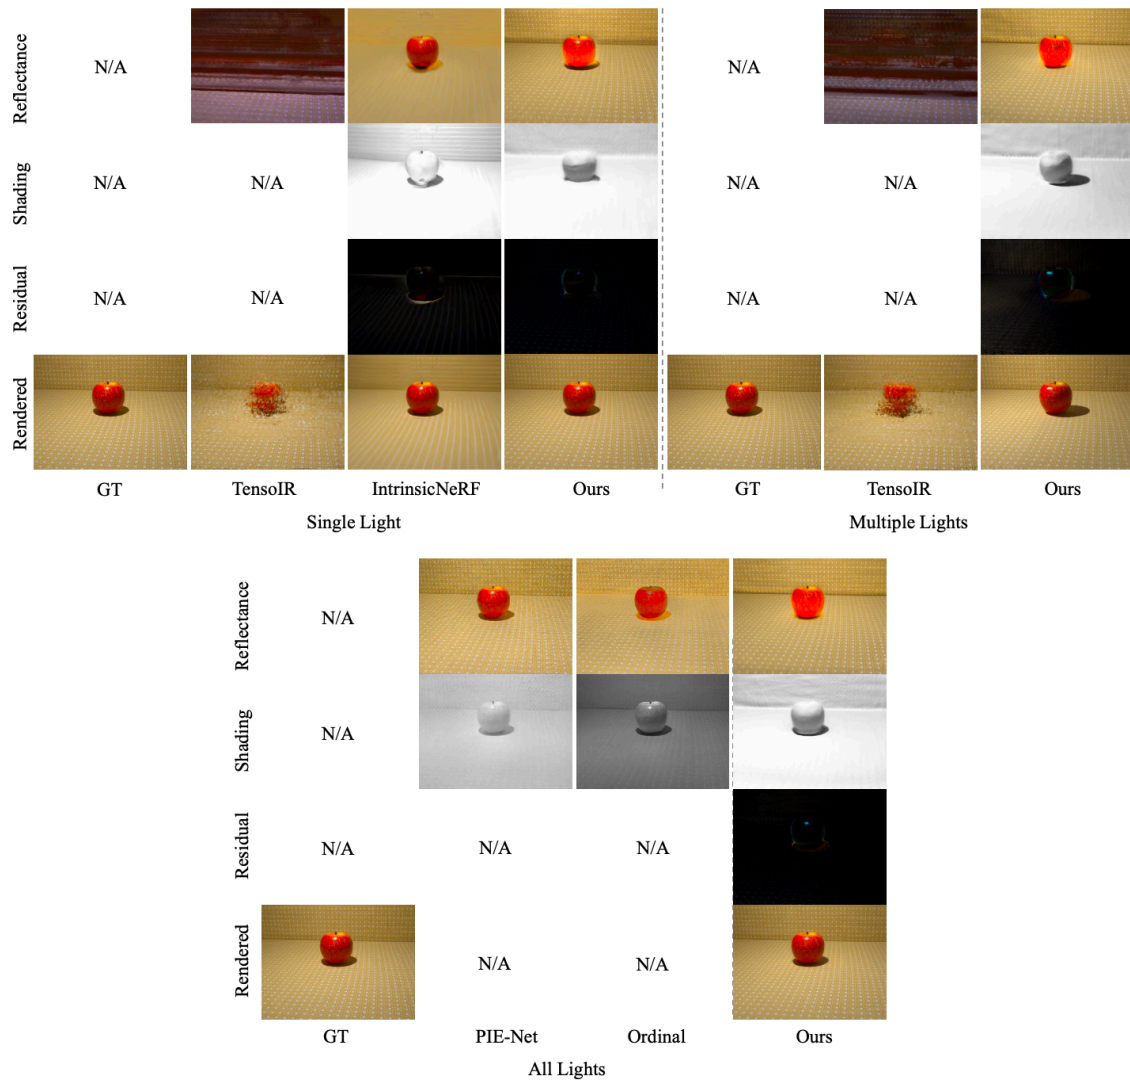 Reflectance
N/A
N/A
Shading
N/A
N/A
N/A
N/A
Residual
N/A
N/A
N/A
N/A
Rendered
GT
TensoIR
IntrinsicNeRF
Ours
GT
TensoIR
Ours
Single Light
Multiple Lights
Reflectance
N/A
Shading
N/A
Residual
N/A
N/A
N/A
Rendered
N/A
N/A
GT
PIE-Net
Ordinal
Ours
All Lights